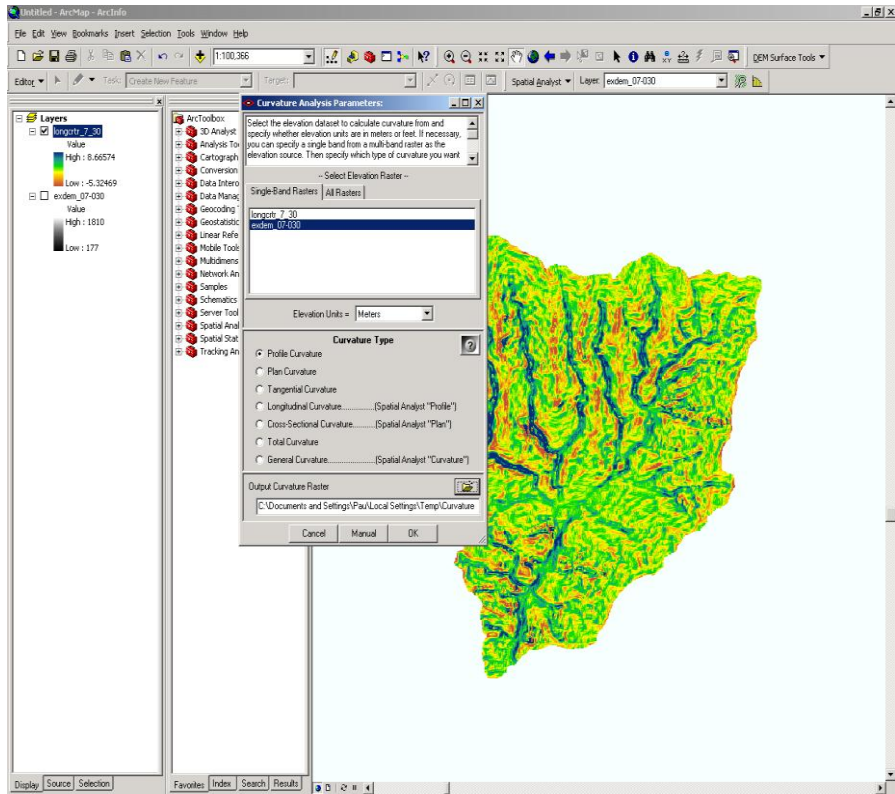 Untitled - ArcMap - ArcInfo
File Edit View Bookmarks Insert Selection Tools Window Help
1:100,366
DEM Surface Tools
Editor Task: Create New Feature Target:
Spatial Analyst Layer: exdem_07-030
Layers
longcrtr_7_30
Value
High : 8.66574
Low : -5.32469
exdem_07-030
Value
High : 1810
Low : 177
Display Source Selection
ArcToolbox
3D Analyst
Analysis Too
Cartograph
Conversion
Data Intero
Data Manag
Geocoding
Geostatistic
Linear Refe
Mobile Tools
Multidimens
Network An
Samples
Schematics
Server Tool
Spatial Anal
Spatial Stat
Tracking An
Favorites Index Search Results
Curvature Analysis Parameters:
Select the elevation dataset to calculate curvature from and
specify whether elevation units are in meters or feet. If necessary,
you can specify a single band from a multi-band raster as the
elevation source. Then specify which type of curvature you want
-- Select Elevation Raster --
Single-Band Rasters All Rasters
longcrtr_7_30
exdem_07-030
Elevation Units = Meters
Curvature Type
?
Profile Curvature
Plan Curvature
Tangential Curvature
Longitudinal Curvature...............(Spatial Analyst "Profile")
Cross-Sectional Curvature..........(Spatial Analyst "Plan")
Total Curvature
General Curvature.....................(Spatial Analyst "Curvature")
Output Curvature Raster
C:\Documents and Settings\Pau\Local Settings\Temp\Curvature
Cancel Manual OK